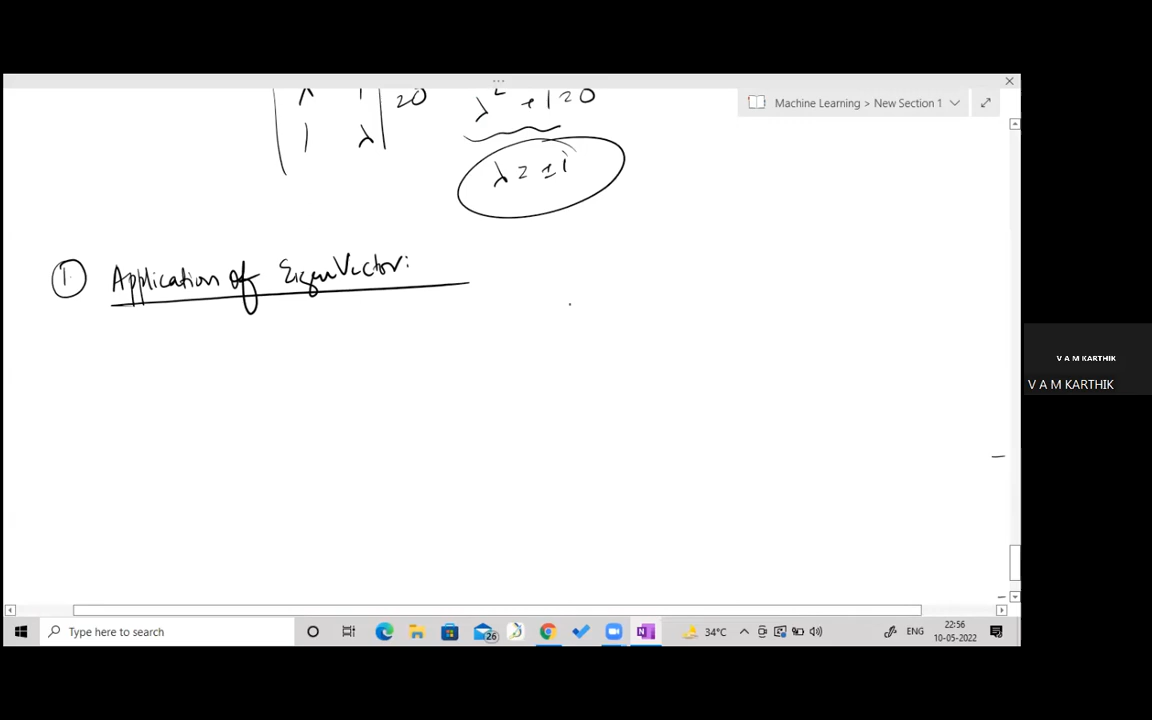 λ 1 = 0 λ² + 1 = 0
Machine Learning > New Section 1
1 λ
λ = ± i
① Application of EigenVector:
V A M KARTHIK
V A M KARTHIK
Type here to search
26
34°C
ENG
22:56
10-05-2022